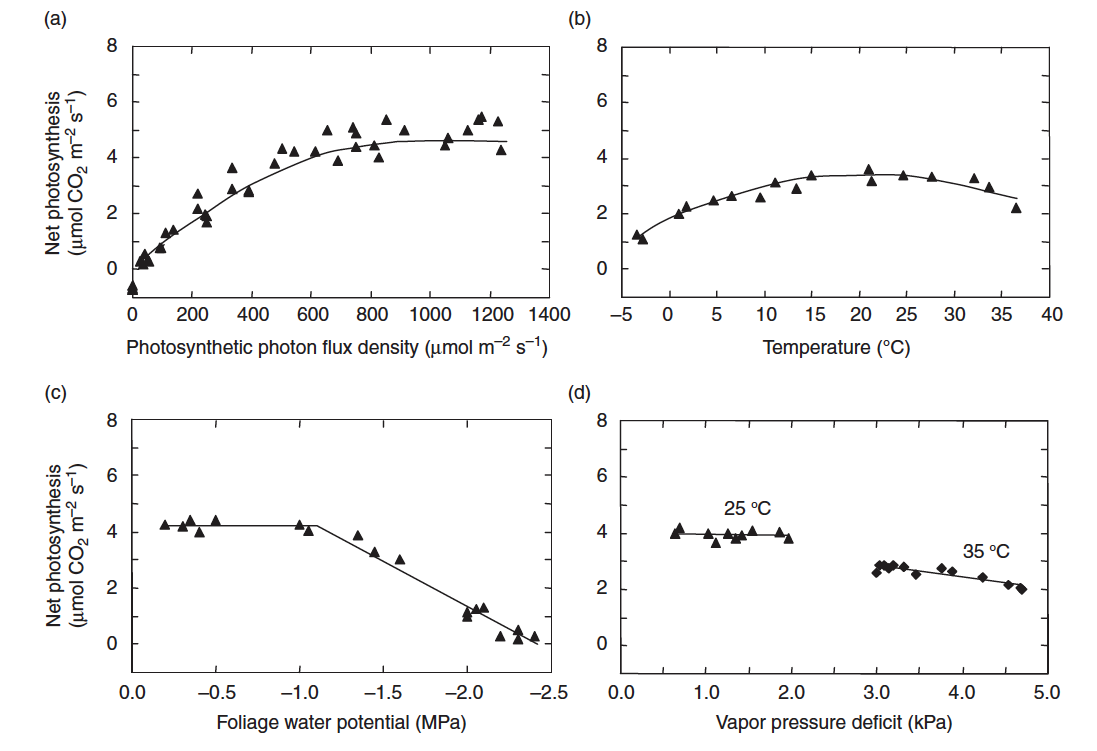 (a)
8
6
4
2
0
Net photosynthesis
(μmol CO₂ m⁻² s⁻¹)
0 200 400 600 800 1000 1200 1400
Photosynthetic photon flux density (μmol m⁻² s⁻¹)
(b)
8
6
4
2
0
–5 0 5 10 15 20 25 30 35 40
Temperature (°C)
(c)
8
6
4
2
0
Net photosynthesis
(μmol CO₂ m⁻² s⁻¹)
0.0 –0.5 –1.0 –1.5 –2.0 –2.5
Foliage water potential (MPa)
(d)
8
6
4
2
0
25 °C
35 °C
0.0 1.0 2.0 3.0 4.0 5.0
Vapor pressure deficit (kPa)